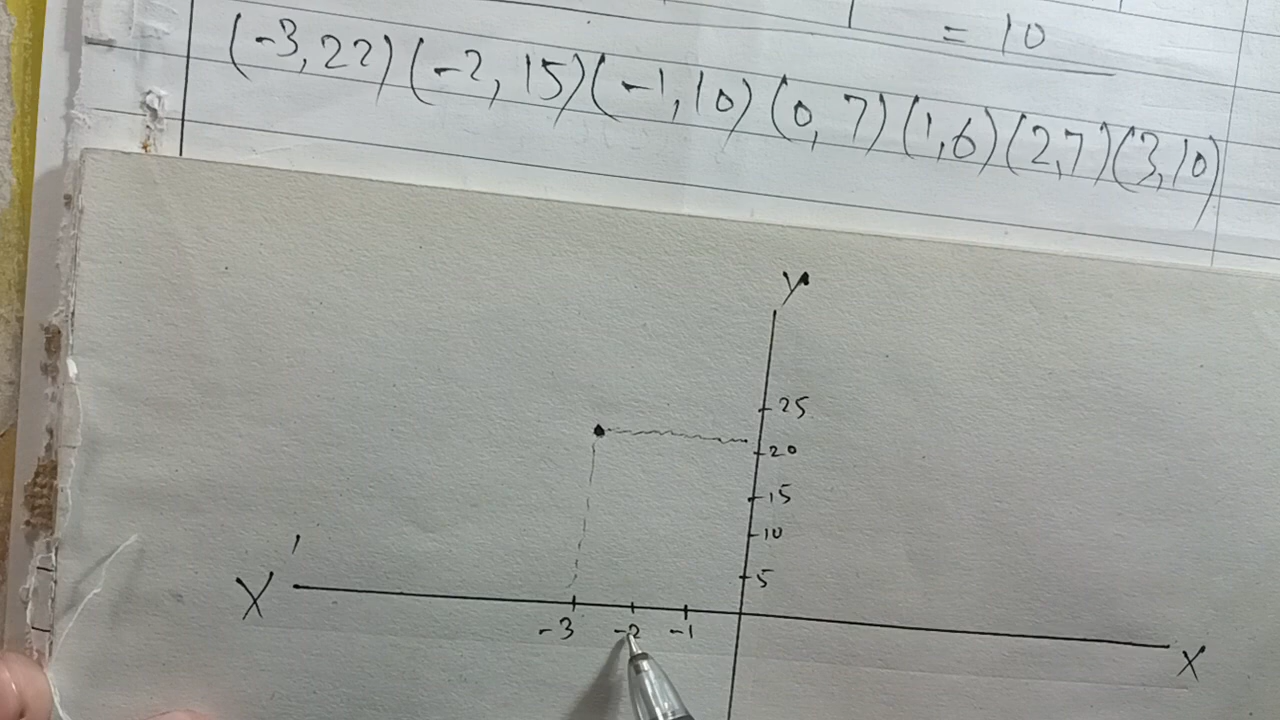 = 10
(-3,22) (-2, 15) (-1,10) (0, 7) (1,6) (2,7) (3,10)
Y
25
20
15
10
5
X'
-3 -2 -1
X